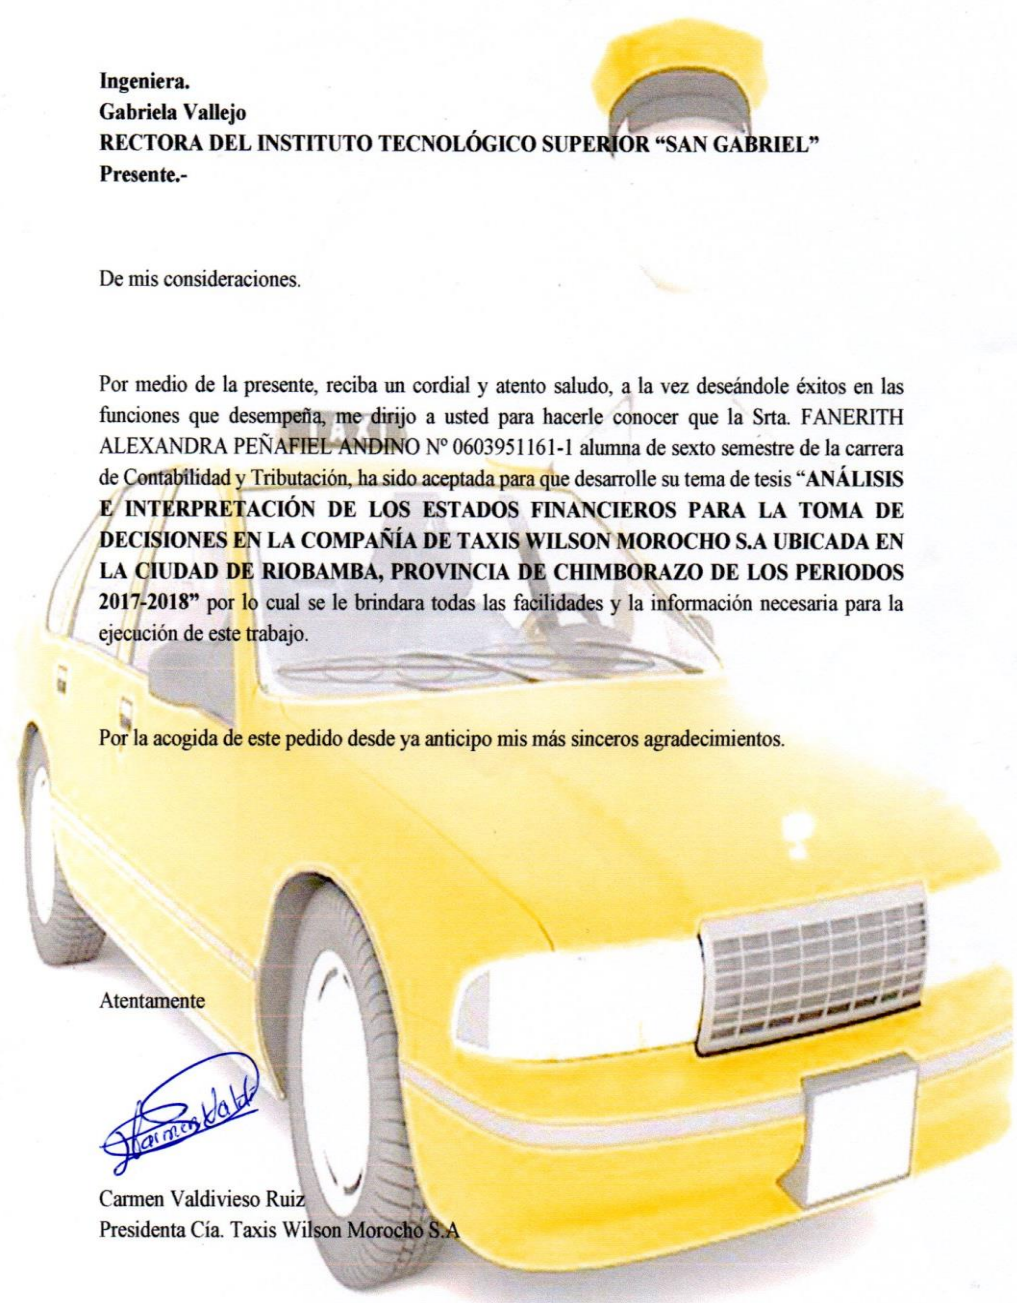 Ingeniera.
Gabriela Vallejo
RECTORA DEL INSTITUTO TECNOLÓGICO SUPERIOR “SAN GABRIEL”
Presente.-
De mis consideraciones.
Por medio de la presente, reciba un cordial y atento saludo, a la vez deseándole éxitos en las
funciones que desempeña, me dirijo a usted para hacerle conocer que la Srta. FANERITH
ALEXANDRA PEÑAFIEL ANDINO Nº 0603951161-1 alumna de sexto semestre de la carrera
de Contabilidad y Tributación, ha sido aceptada para que desarrolle su tema de tesis “ANÁLISIS
E INTERPRETACIÓN DE LOS ESTADOS FINANCIEROS PARA LA TOMA DE
DECISIONES EN LA COMPAÑÍA DE TAXIS WILSON MOROCHO S.A UBICADA EN
LA CIUDAD DE RIOBAMBA, PROVINCIA DE CHIMBORAZO DE LOS PERIODOS
2017-2018” por lo cual se le brindara todas las facilidades y la información necesaria para la
ejecución de este trabajo.
Por la acogida de este pedido desde ya anticipo mis más sinceros agradecimientos.
Atentamente
Carmen Valdivieso Ruiz
Presidenta Cía. Taxis Wilson Morocho S.A